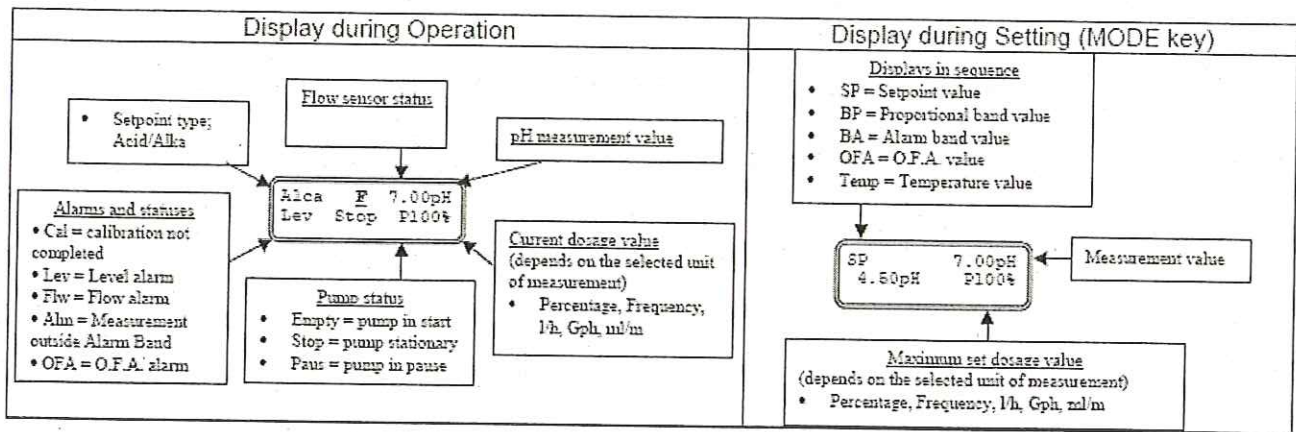 Display during Operation
Flow sensor status
• Setpoint type;
Acid/Alka
pH measurement value
Alca F 7.00pH
Lev Stop P100%
Alarms and statuses
• Cal = calibration not
completed
• Lev = Level alarm
• Flw = Flow alarm
• Alm = Measurement
outside Alarm Band
• OFA = O.F.A. alarm
Pump status
• Empty = pump in start
• Stop = pump stationary
• Paus = pump in pause
Current dosage value
(depends on the selected unit
of measurement)
• Percentage, Frequency,
l/h, Gph, ml/m
Display during Setting (MODE key)
Displays in sequence
• SP = Setpoint value
• BP = Proportional band value
• BA = Alarm band value
• OFA = O.F.A. value
• Temp = Temperature value
SP 7.00pH
4.50pH P100%
Measurement value
Maximum set dosage value
(depends on the selected unit of measurement)
• Percentage, Frequency, l/h, Gph, ml/m